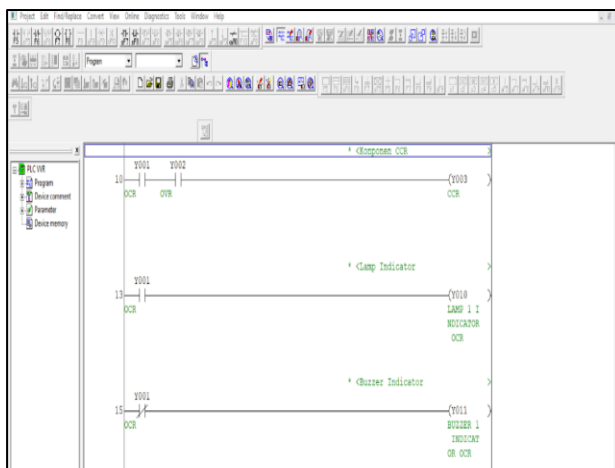 Project Edit Find/Replace Convert View Online Diagnostics Tools Window Help
Program
PLC VVR
Program
Device comment
Parameter
Device memory
* <Konponen CCR >
Y001 Y002
10 (Y003 )
OCR OVR CCR
* <Lamp Indicator >
Y001
13 (Y010 )
OCR LAMP 1 I
NDICATOR
OCR
* <Buzzer Indicator >
Y001
15 (Y011 )
OCR BUZZER 1
INDICAT
OR OCR